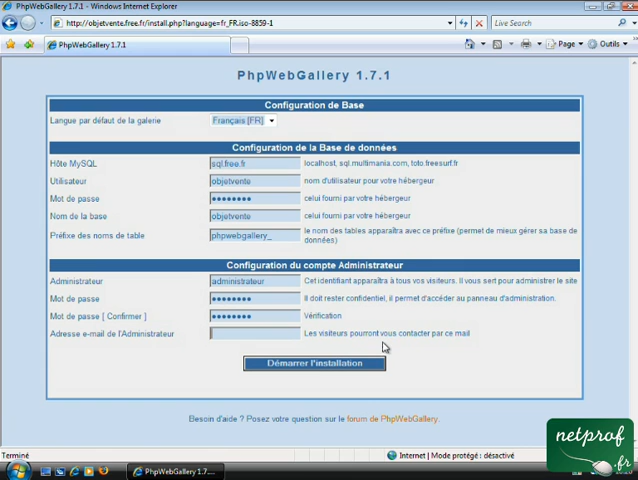 PhpWebGallery 1.7.1 - Windows Internet Explorer
http://objetvente.free.fr/install.php?language=fr_FR.iso-8859-1
Live Search
PhpWebGallery 1.7.1
Page
Outils
PhpWebGallery 1.7.1
Configuration de Base
Langue par défaut de la galerie Français [FR]
Configuration de la Base de données
Hôte MySQL sql.free.fr localhost, sql.multimania.com, toto.freesurf.fr
Utilisateur objetvente nom d'utilisateur pour votre hébergeur
Mot de passe •••••••• celui fourni par votre hébergeur
Nom de la base objetvente celui fourni par votre hébergeur
Préfixe des noms de table phpwebgallery_ le nom des tables apparaîtra avec ce préfixe (permet de mieux gérer sa base de
données)
Configuration du compte Administrateur
Administrateur administrateur Cet identifiant apparaîtra à tous vos visiteurs. Il vous sert pour administrer le site
Mot de passe •••••••• Il doit rester confidentiel, il permet d'accéder au panneau d'administration.
Mot de passe [ Confirmer ] •••••••• Vérification
Adresse e-mail de l'Administrateur Les visiteurs pourront vous contacter par ce mail
Démarrer l'installation
Besoin d'aide ? Posez votre question sur le forum de PhpWebGallery.
Terminé
Internet | Mode protégé : désactivé
PhpWebGallery 1.7....
netprof
.fr